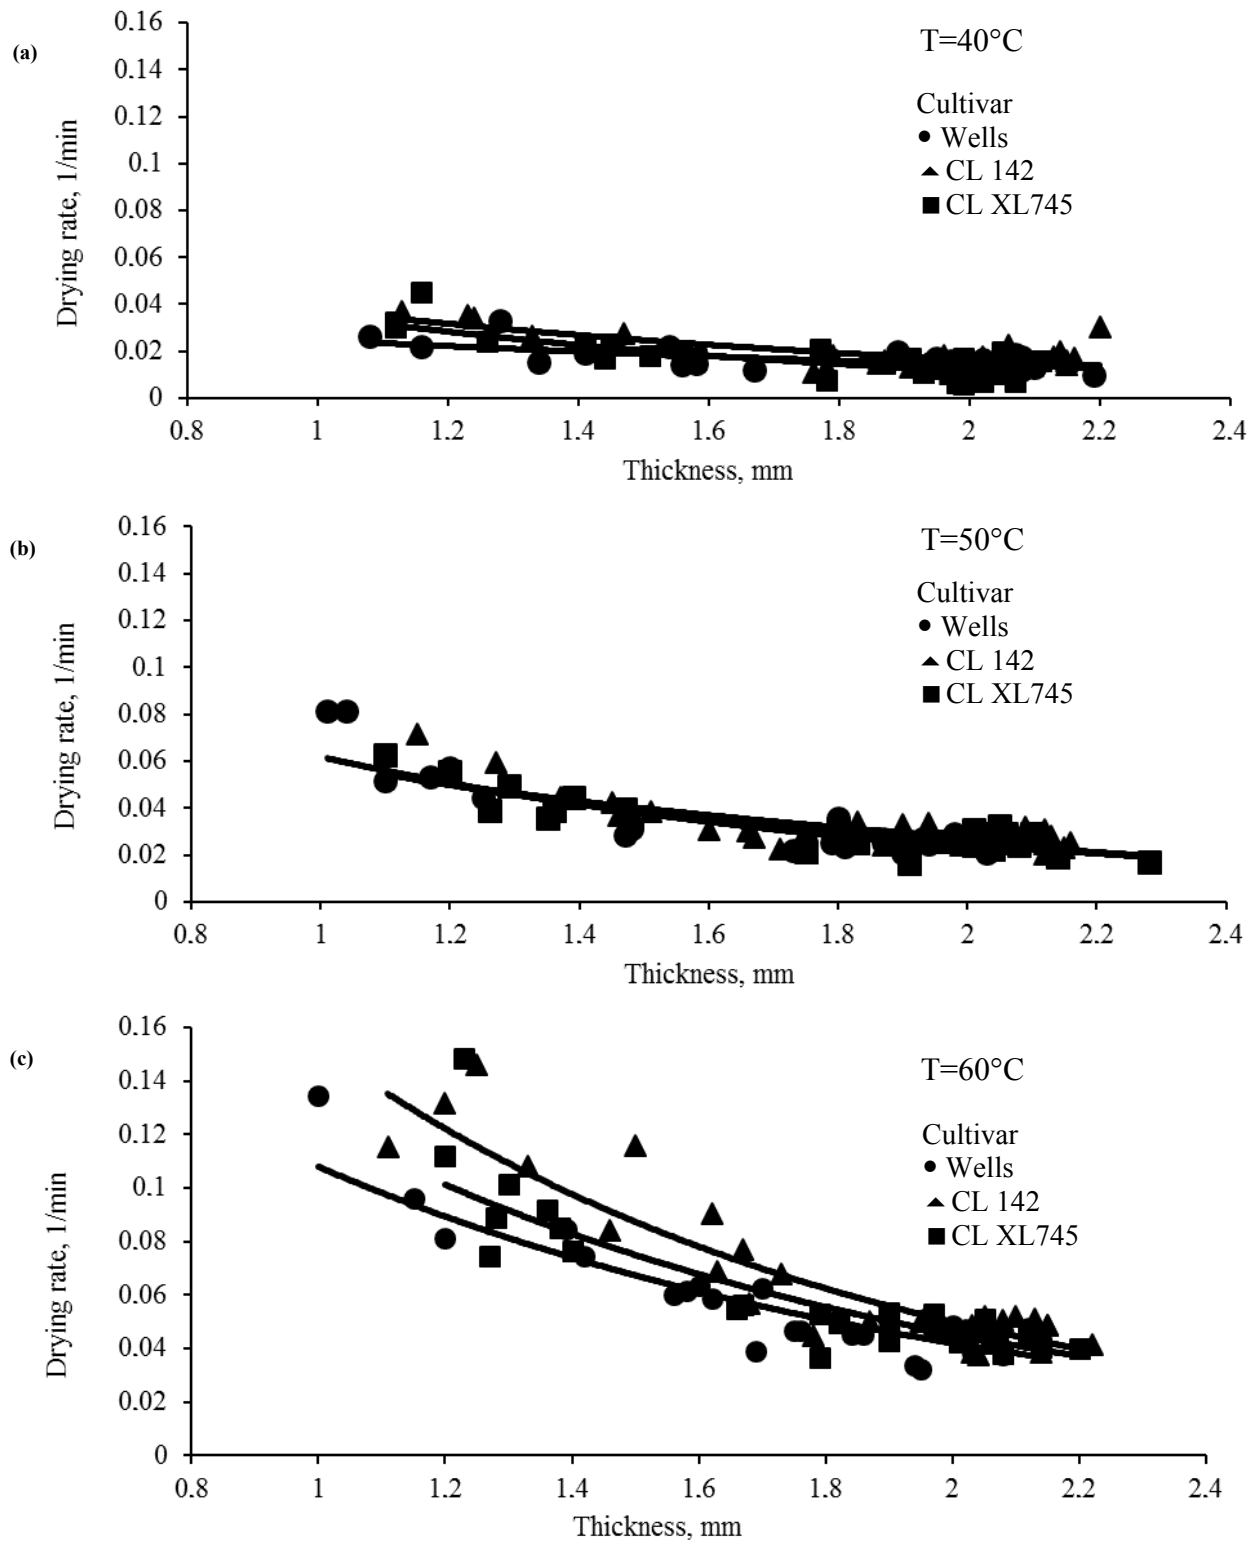 (a)
T=40°C
Cultivar
Wells
CL 142
CL XL745
Drying rate, 1/min
0.16
0.14
0.12
0.1
0.08
0.06
0.04
0.02
0
0.8 1 1.2 1.4 1.6 1.8 2 2.2 2.4
Thickness, mm
(b)
T=50°C
Cultivar
Wells
CL 142
CL XL745
Drying rate, 1/min
0.16
0.14
0.12
0.1
0.08
0.06
0.04
0.02
0
0.8 1 1.2 1.4 1.6 1.8 2 2.2 2.4
Thickness, mm
(c)
T=60°C
Cultivar
Wells
CL 142
CL XL745
Drying rate, 1/min
0.16
0.14
0.12
0.1
0.08
0.06
0.04
0.02
0
0.8 1 1.2 1.4 1.6 1.8 2 2.2 2.4
Thickness, mm